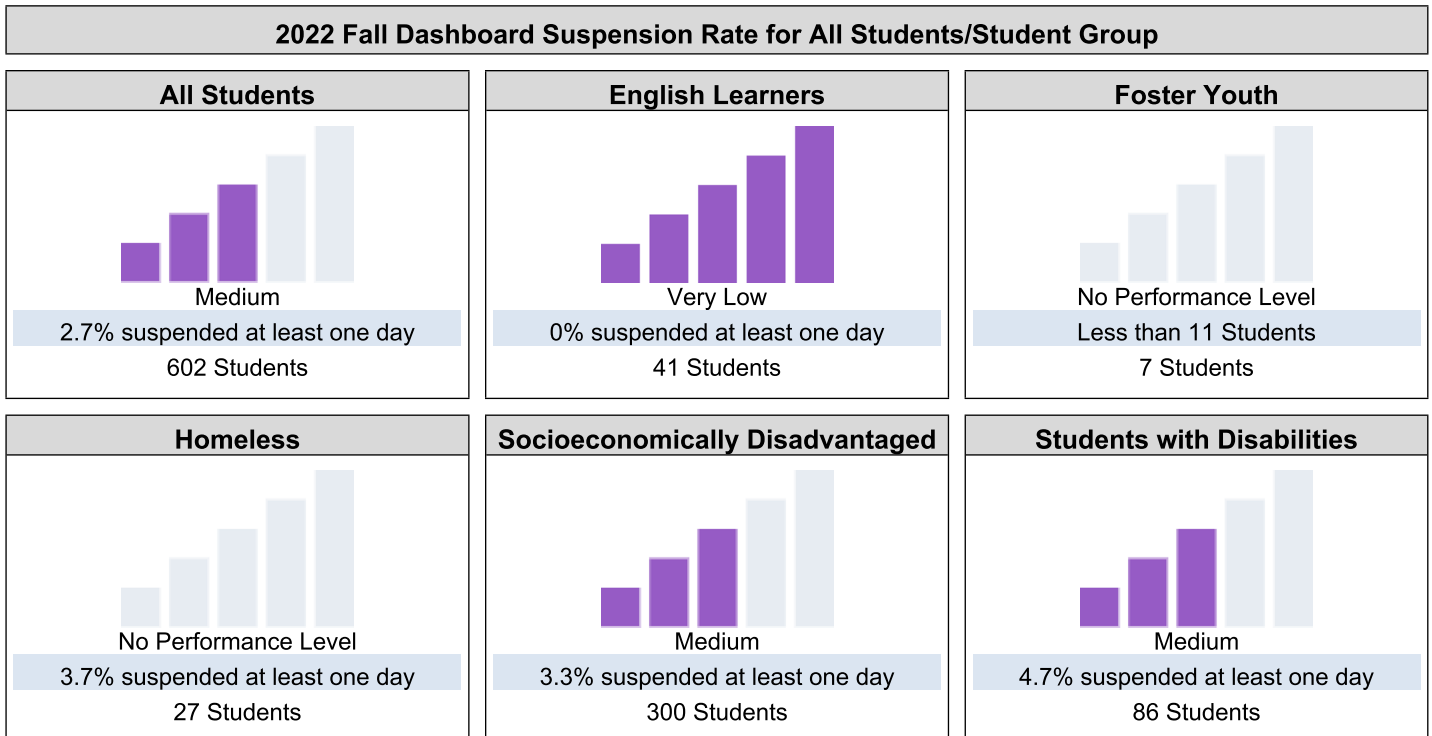 2022 Fall Dashboard Suspension Rate for All Students/Student Group
All Students
Medium
2.7% suspended at least one day
602 Students
English Learners
Very Low
0% suspended at least one day
41 Students
Foster Youth
No Performance Level
Less than 11 Students
7 Students
Homeless
No Performance Level
3.7% suspended at least one day
27 Students
Socioeconomically Disadvantaged
Medium
3.3% suspended at least one day
300 Students
Students with Disabilities
Medium
4.7% suspended at least one day
86 Students